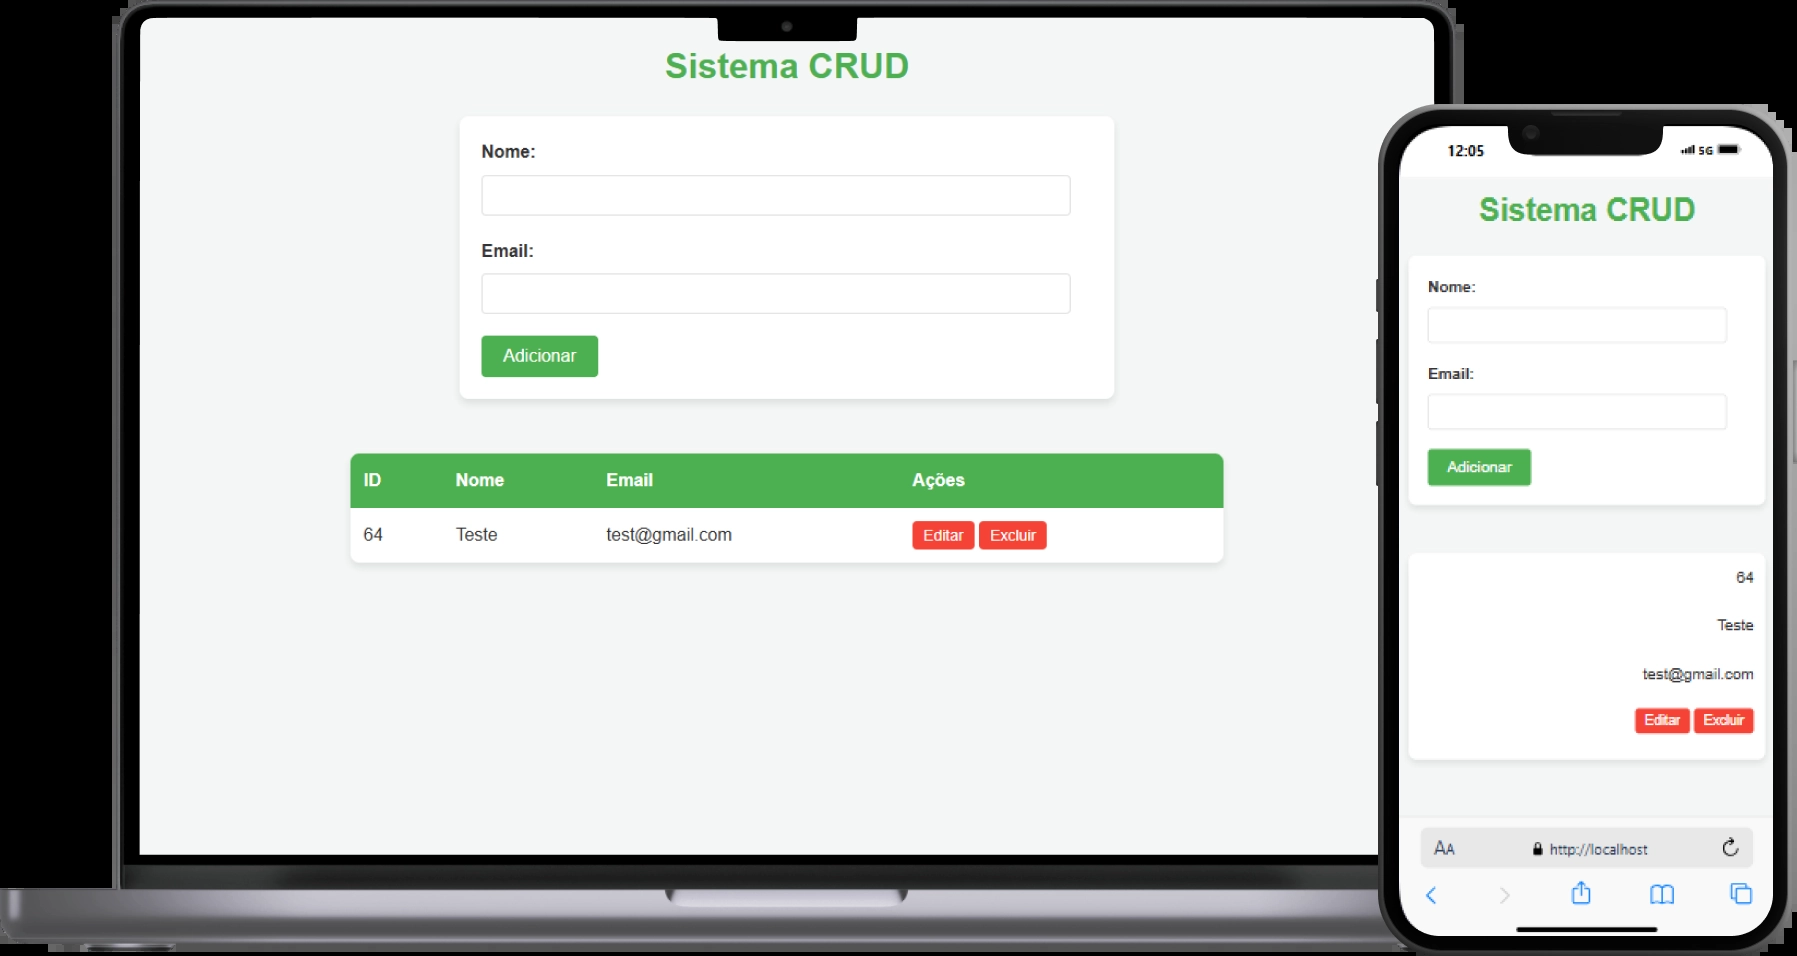 Sistema CRUD
Nome:
Email:
Adicionar
ID Nome Email Ações
64 Teste test@gmail.com Editar Excluir
12:05 5G
Sistema CRUD
Nome:
Email:
Adicionar
64
Teste
test@gmail.com
Editar Excluir
AA http://localhost